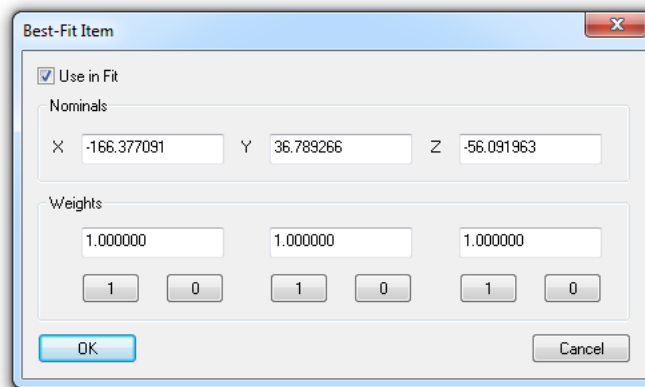 Best-Fit Item
Use in Fit
Nominals
X -166.377091 Y 36.789266 Z -56.091963
Weights
1.000000 1.000000 1.000000
1 0 1 0 1 0
OK Cancel